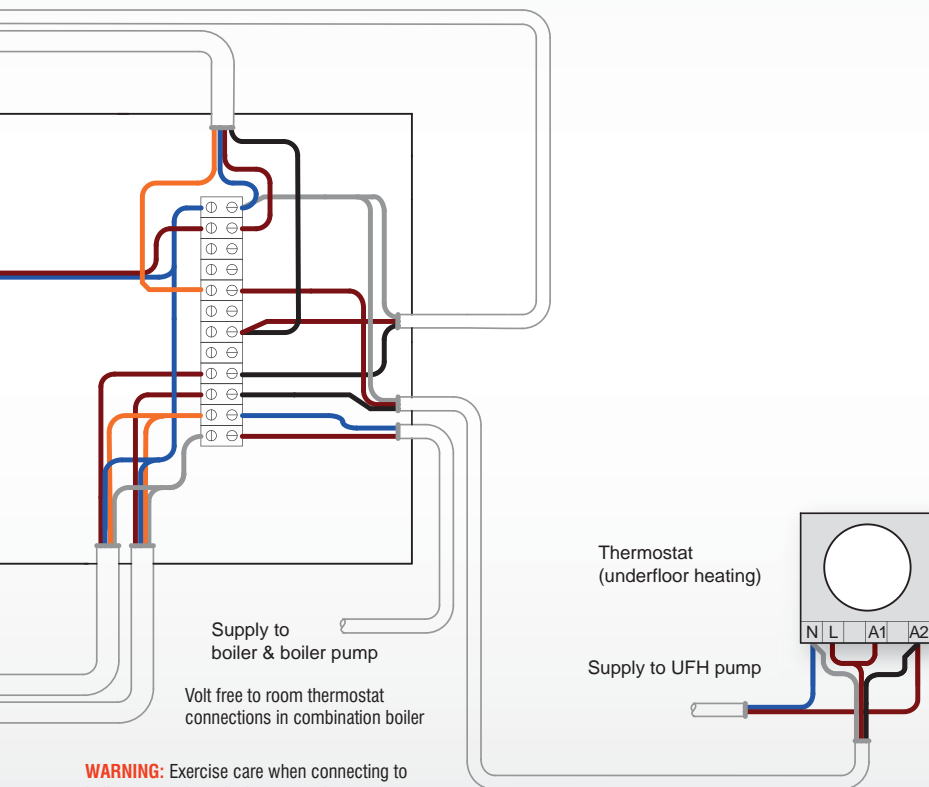 Thermostat
(underfloor heating)
N L A1 A2
Supply to
boiler & boiler pump
Supply to UFH pump
Volt free to room thermostat
connections in combination boiler
WARNING: Exercise care when connecting to